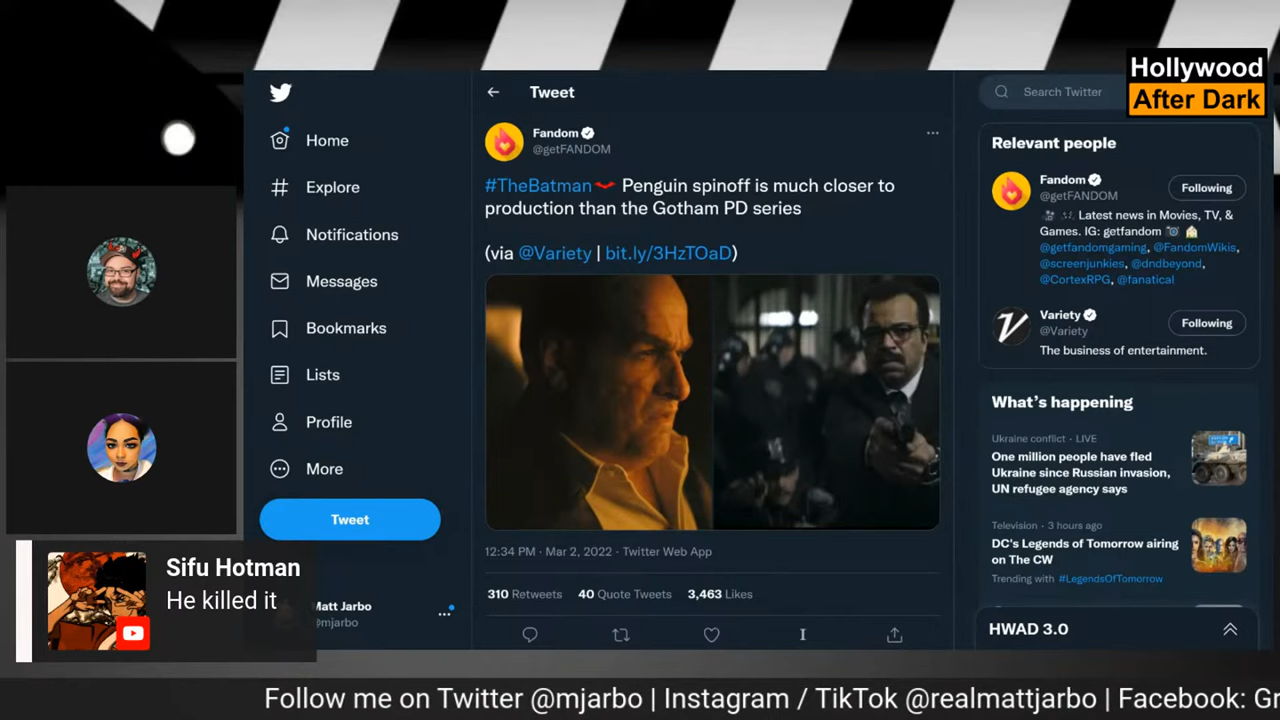 Hollywood
After Dark
Home
Explore
Notifications
Messages
Bookmarks
Lists
Profile
More
Tweet
Matt Jarbo
@mjarbo
Tweet
Fandom
@getFANDOM
#TheBatman Penguin spinoff is much closer to
production than the Gotham PD series
(via @Variety | bit.ly/3HzTOaD)
12:34 PM · Mar 2, 2022 · Twitter Web App
310 Retweets 40 Quote Tweets 3,463 Likes
Search Twitter
Relevant people
Fandom
@getFANDOM
Following
Latest news in Movies, TV, &
Games. IG: getfandom
@getfandomgaming, @FandomWikis,
@screenjunkies, @dndbeyond,
@CortexRPG, @fanatical
Variety
@Variety
Following
The business of entertainment.
What's happening
Ukraine conflict · LIVE
One million people have fled
Ukraine since Russian invasion,
UN refugee agency says
Television · 3 hours ago
DC's Legends of Tomorrow airing
on The CW
Trending with #LegendsOfTomorrow
HWAD 3.0
Sifu Hotman
He killed it
Follow me on Twitter @mjarbo | Instagram / TikTok @realmattjarbo | Facebook: Gr